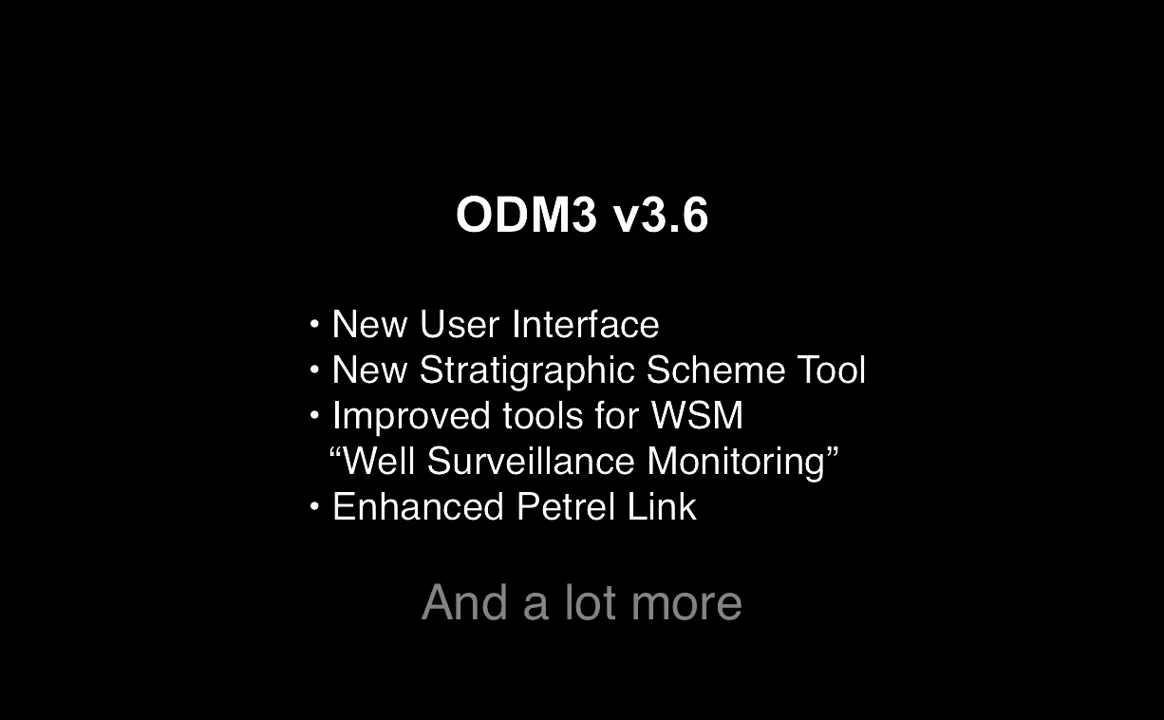 ODM3 v3.6
• New User Interface
• New Stratigraphic Scheme Tool
• Improved tools for WSM
“Well Surveillance Monitoring”
• Enhanced Petrel Link
And a lot more